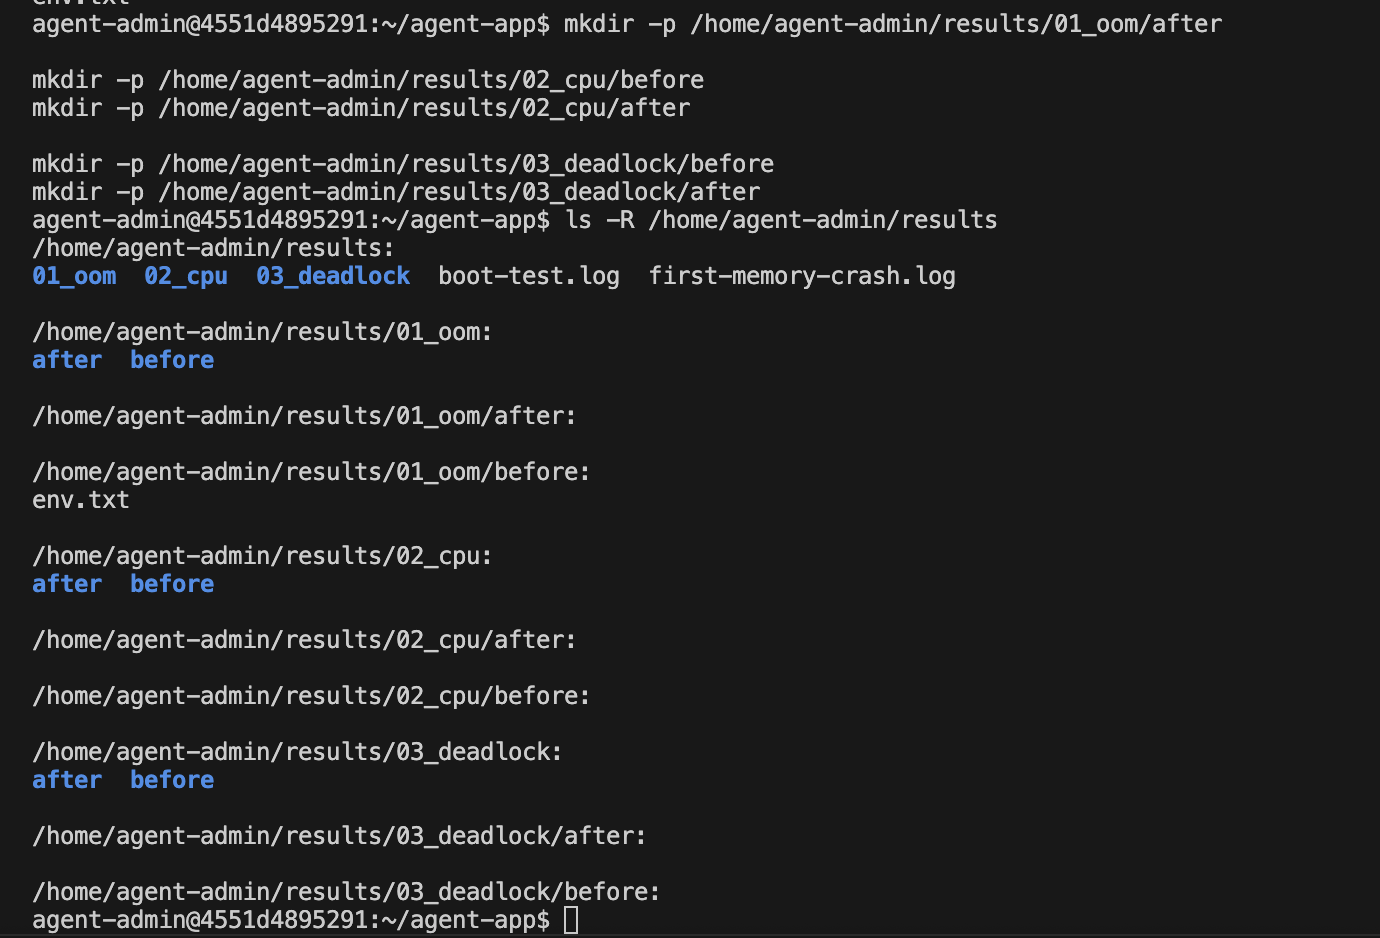 env.txt
agent-admin@4551d4895291:~/agent-app$ mkdir -p /home/agent-admin/results/01_oom/after
mkdir -p /home/agent-admin/results/02_cpu/before
mkdir -p /home/agent-admin/results/02_cpu/after
mkdir -p /home/agent-admin/results/03_deadlock/before
mkdir -p /home/agent-admin/results/03_deadlock/after
agent-admin@4551d4895291:~/agent-app$ ls -R /home/agent-admin/results
/home/agent-admin/results:
01_oom  02_cpu  03_deadlock  boot-test.log  first-memory-crash.log
/home/agent-admin/results/01_oom:
after  before
/home/agent-admin/results/01_oom/after:
/home/agent-admin/results/01_oom/before:
env.txt
/home/agent-admin/results/02_cpu:
after  before
/home/agent-admin/results/02_cpu/after:
/home/agent-admin/results/02_cpu/before:
/home/agent-admin/results/03_deadlock:
after  before
/home/agent-admin/results/03_deadlock/after:
/home/agent-admin/results/03_deadlock/before:
agent-admin@4551d4895291:~/agent-app$